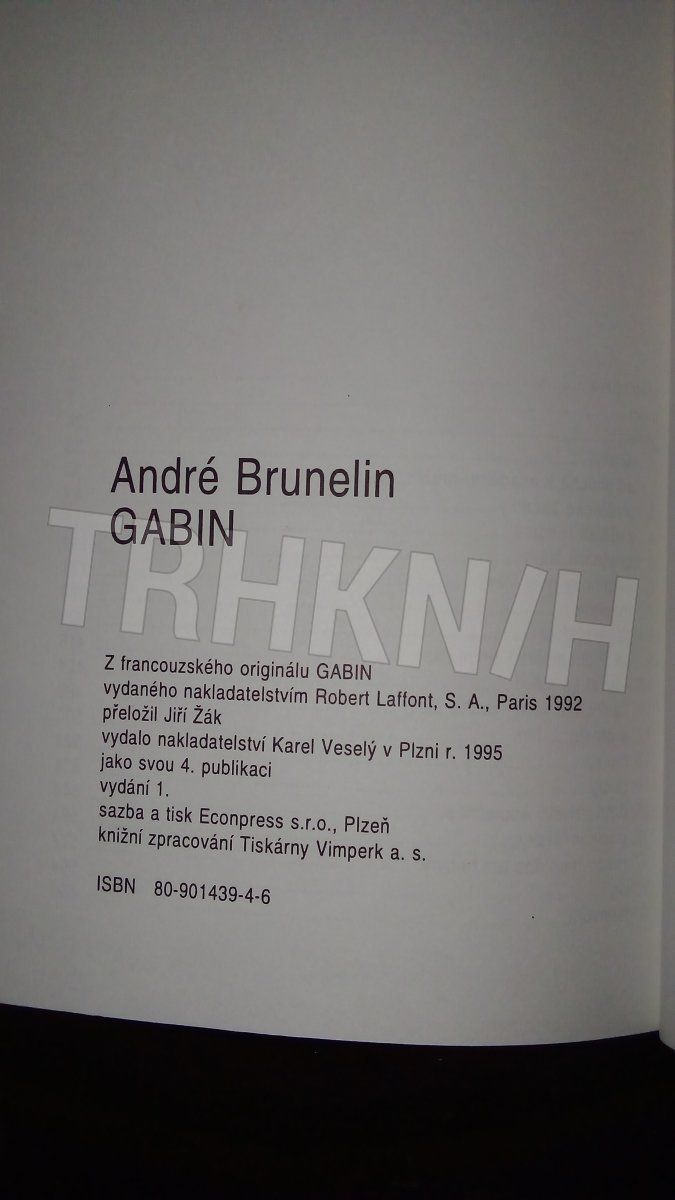 André Brunelin
GABIN
TRHKN/H
Z francouzského originálu GABIN
vydaného nakladatelstvím Robert Laffont, S. A., Paris 1992
přeložil Jiří Žák
vydalo nakladatelství Karel Veselý v Plzni r. 1995
jako svou 4. publikaci
vydání 1.
sazba a tisk Econpress s.r.o., Plzeň
knižní zpracování Tiskárny Vimperk a. s.
ISBN 80-901439-4-6